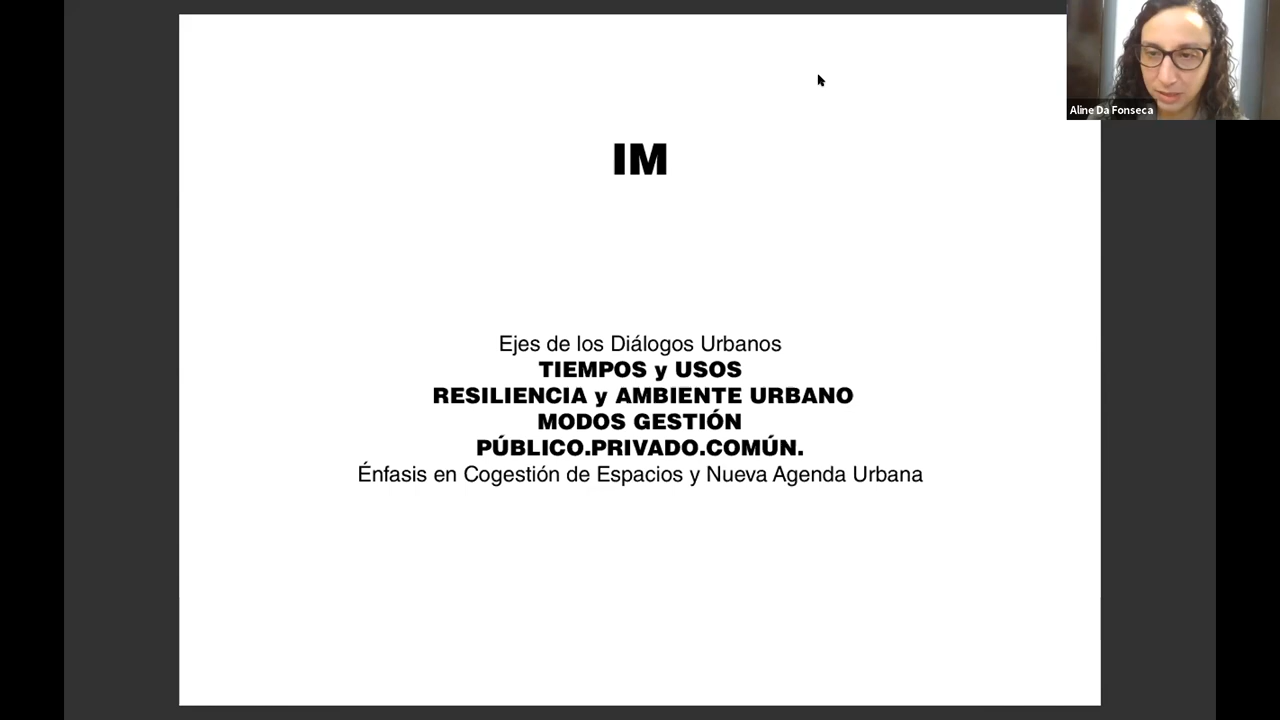 IM
Ejes de los Diálogos Urbanos
TIEMPOS y USOS
RESILIENCIA y AMBIENTE URBANO
MODOS GESTIÓN
PÚBLICO.PRIVADO.COMÚN.
Énfasis en Cogestión de Espacios y Nueva Agenda Urbana
Aline Da Fonseca